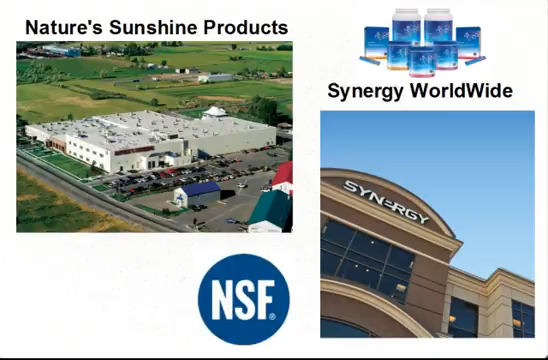 Nature's Sunshine Products
Synergy WorldWide
SYNERGY
NSF®